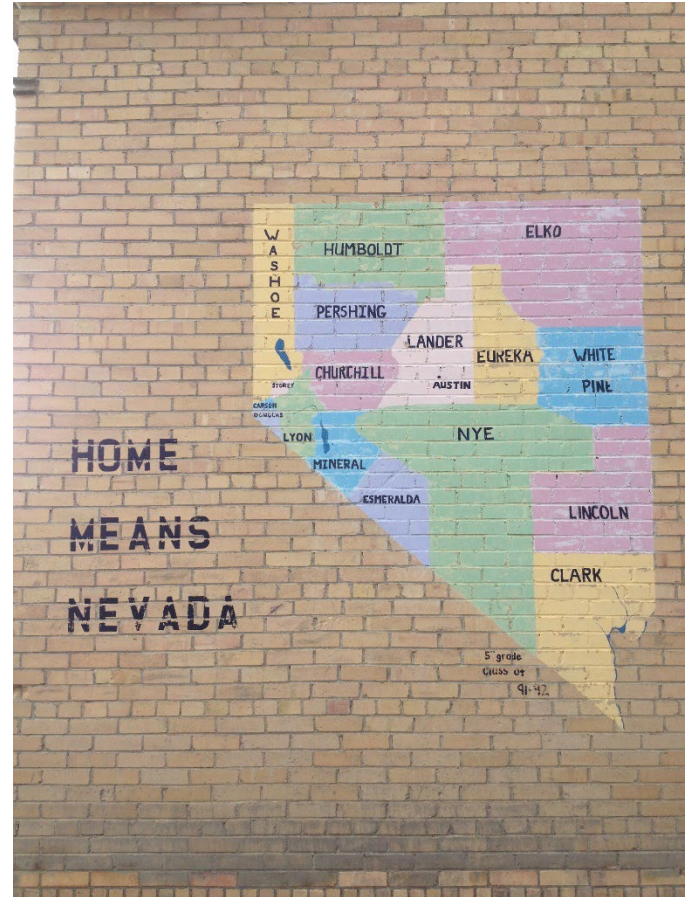 WASHOE
HUMBOLDT
ELKO
PERSHING
LANDER
EUREKA
WHITE
PINE
CHURCHILL
AUSTIN
STOREY
CARSON
DOUGLAS
LYON
NYE
MINERAL
ESMERALDA
LINCOLN
CLARK
HOME
MEANS
NEVADA
5th grade
Class of
91-92